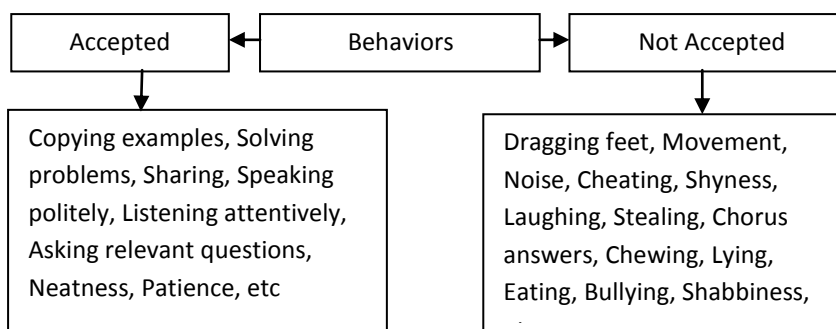 Accepted
Behaviors
Not Accepted
Copying examples, Solving
problems, Sharing, Speaking
politely, Listening attentively,
Asking relevant questions,
Neatness, Patience, etc
Dragging feet, Movement,
Noise, Cheating, Shyness,
Laughing, Stealing, Chorus
answers, Chewing, Lying,
Eating, Bullying, Shabbiness,